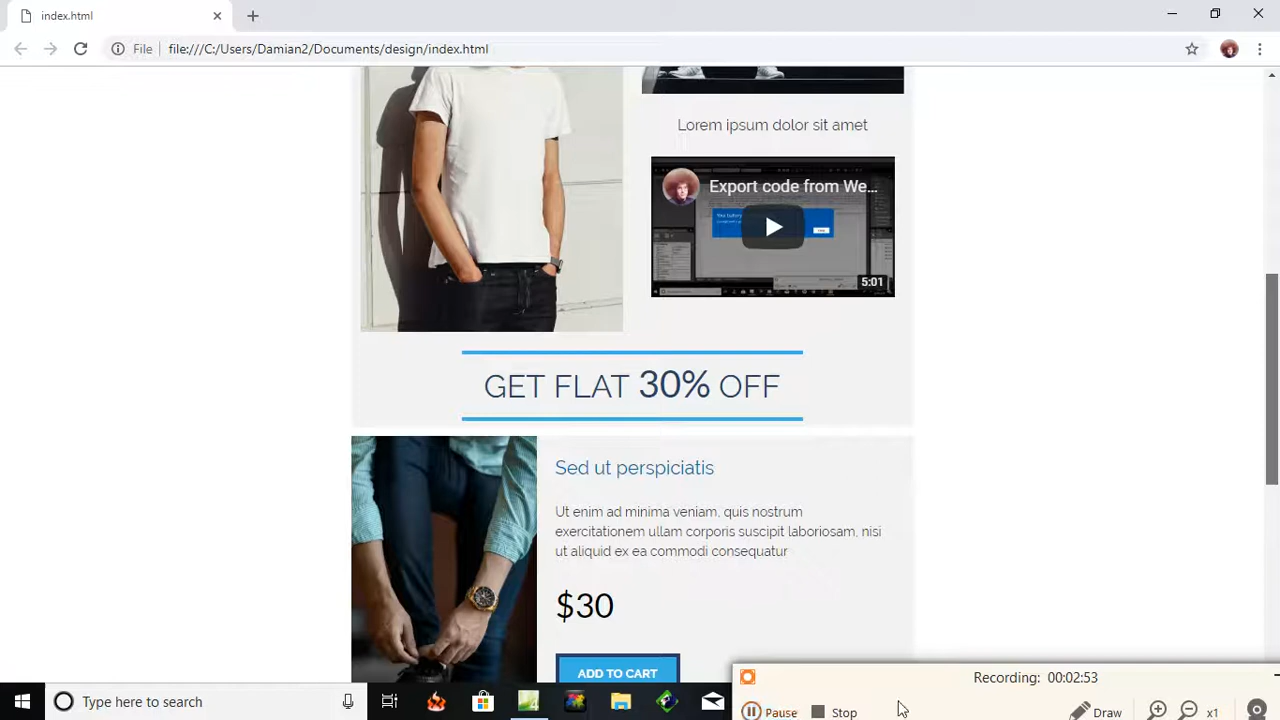 index.html
File
file:///C:/Users/Damian2/Documents/design/index.html
Lorem ipsum dolor sit amet
Export code from We...
5:01
GET FLAT 30% OFF
Sed ut perspiciatis
Ut enim ad minima veniam, quis nostrum
exercitationem ullam corporis suscipit laboriosam, nisi
ut aliquid ex ea commodi consequatur
$30
ADD TO CART
Recording: 00:02:53
Type here to search
Pause
Stop
Draw
x1